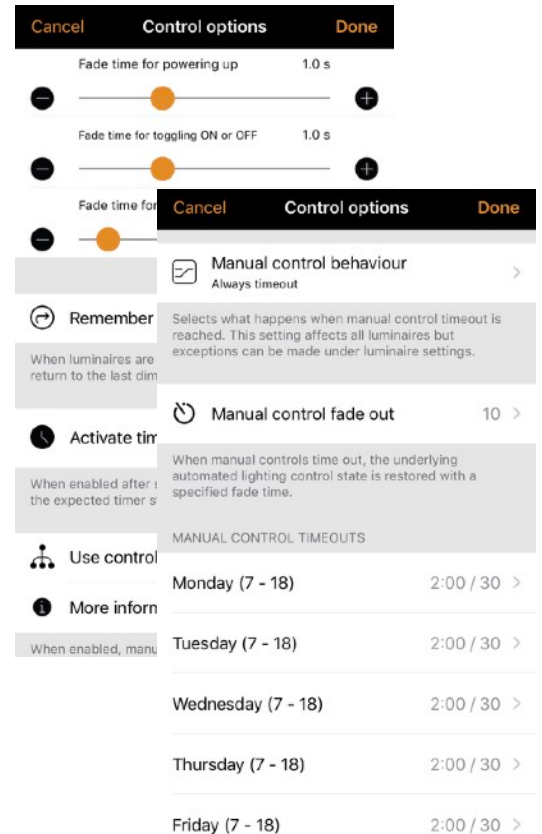 Cancel Control options Done
Fade time for powering up 1.0 s
Fade time for toggling ON or OFF 1.0 s
Fade time for
Remember
When luminaires are
return to the last dim
Activate tim
When enabled after
the expected timer
Use control
More inform
When enabled, manu
Cancel Control options Done
Manual control behaviour
Always timeout
Selects what happens when manual control timeout is
reached. This setting affects all luminaires but
exceptions can be made under luminaire settings.
Manual control fade out 10
When manual controls time out, the underlying
automated lighting control state is restored with a
specified fade time.
MANUAL CONTROL TIMEOUTS
Monday (7 - 18) 2:00 / 30
Tuesday (7 - 18) 2:00 / 30
Wednesday (7 - 18) 2:00 / 30
Thursday (7 - 18) 2:00 / 30
Friday (7 - 18) 2:00 / 30